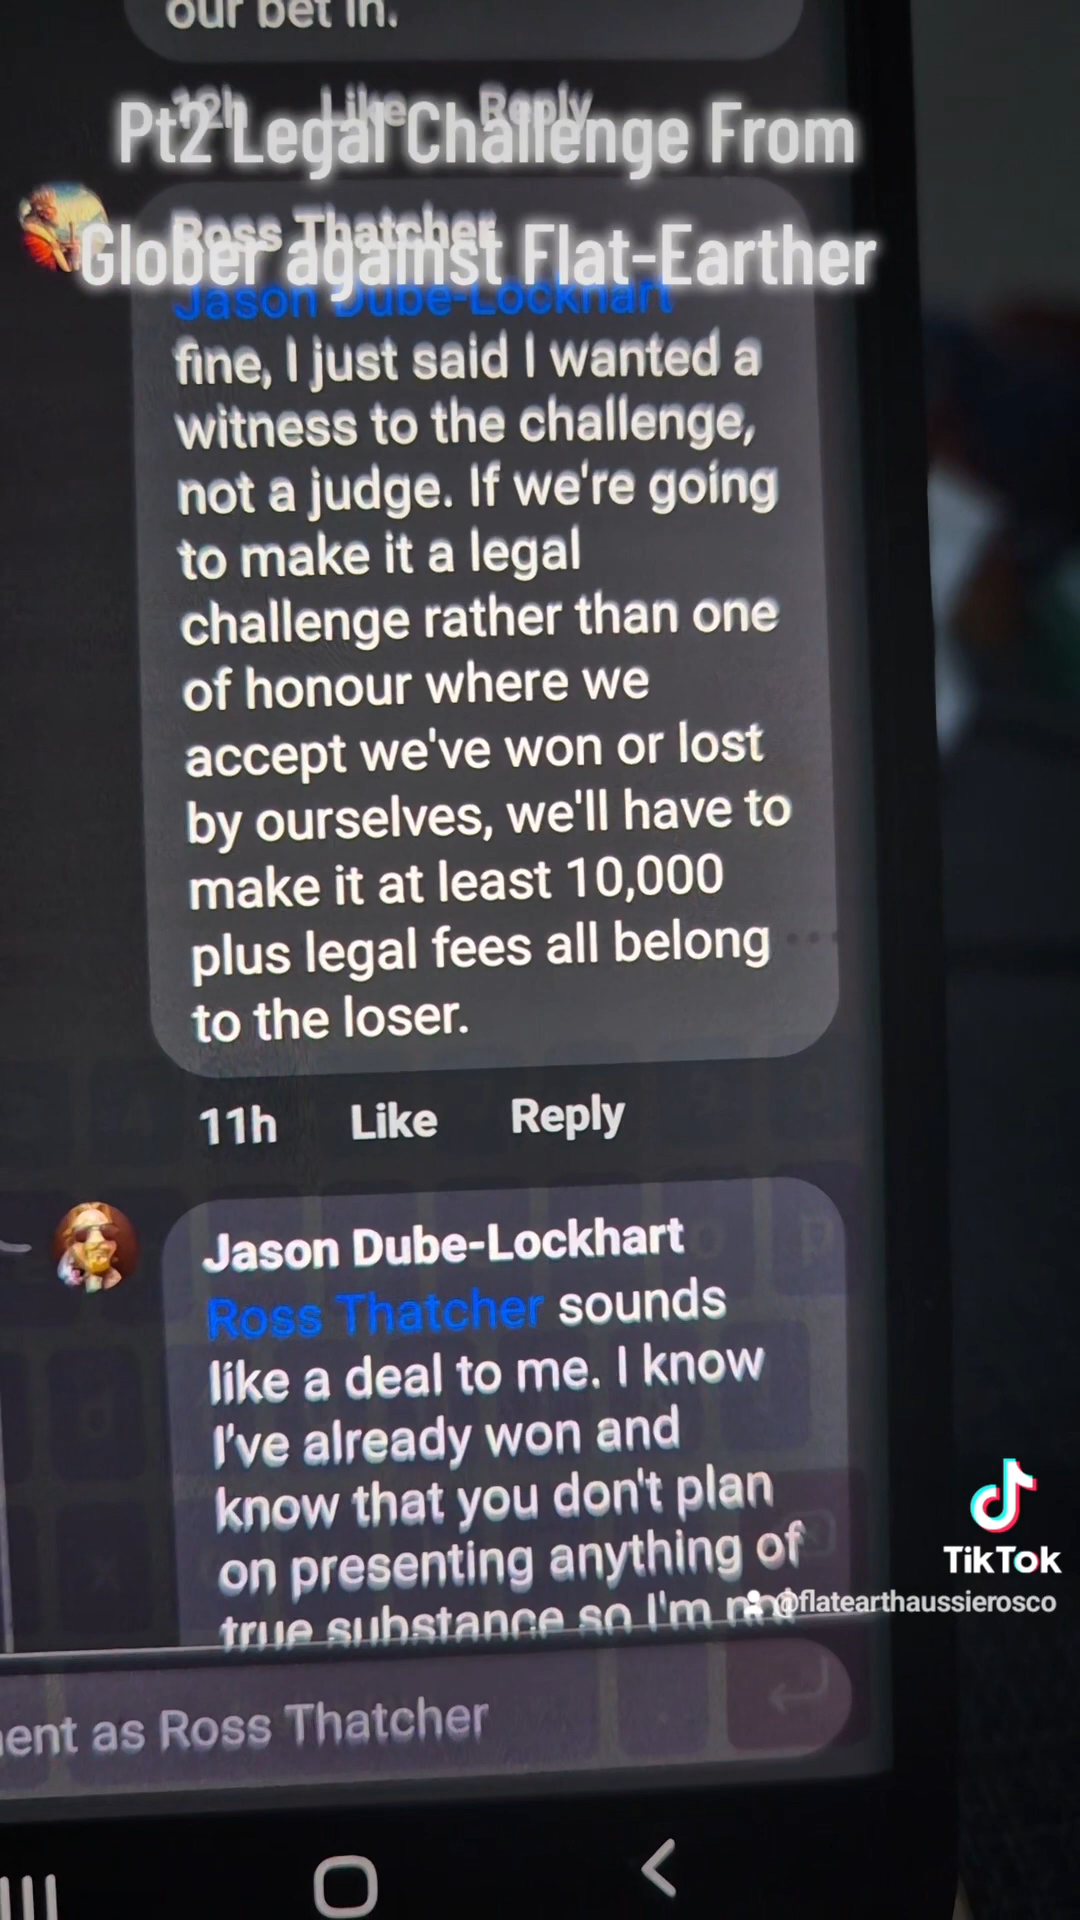 our bet in.
12h Like Reply
Pt2 Legal Challenge From
Glober against Flat-Earther
Ross Thatcher
Jason Dube-Lockhart
fine, I just said I wanted a
witness to the challenge,
not a judge. If we're going
to make it a legal
challenge rather than one
of honour where we
accept we've won or lost
by ourselves, we'll have to
make it at least 10,000
plus legal fees all belong
to the loser.
11h Like Reply
Jason Dube-Lockhart
Ross Thatcher sounds
like a deal to me. I know
I've already won and
know that you don't plan
on presenting anything of
true substance so I'm
TikTok
@flatearthaussierosco
ent as Ross Thatcher